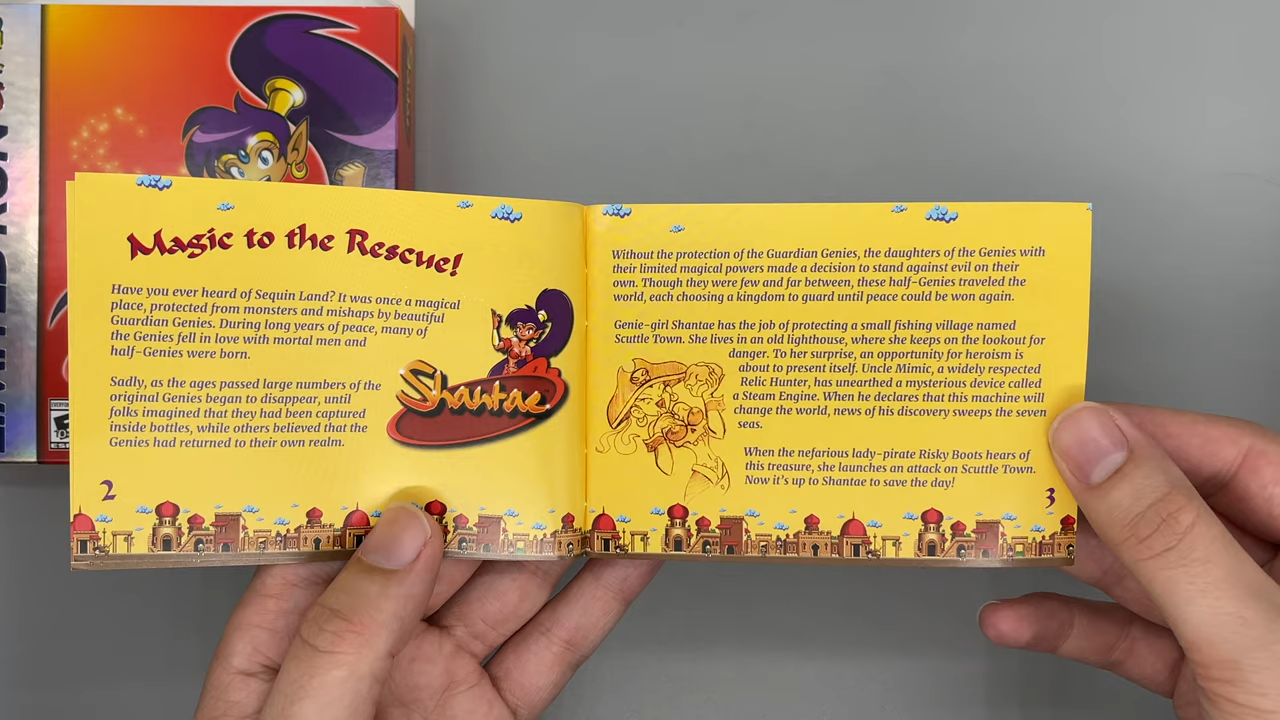 Magic to the Rescue!
Have you ever heard of Sequin Land? It was once a magical
place, protected from monsters and mishaps by beautiful
Guardian Genies. During long years of peace, many of
the Genies fell in love with mortal men and
half-Genies were born.
Sadly, as the ages passed large numbers of the
original Genies began to disappear, until
folks imagined that they had been captured
inside bottles, while others believed that the
Genies had returned to their own realm.
Shantae
2
Without the protection of the Guardian Genies, the daughters of the Genies with
their limited magical powers made a decision to stand against evil on their
own. Though they were few and far between, these half-Genies traveled the
world, each choosing a kingdom to guard until peace could be won again.
Genie-girl Shantae has the job of protecting a small fishing village named
Scuttle Town. She lives in an old lighthouse, where she keeps on the lookout for
danger. To her surprise, an opportunity for heroism is
about to present itself. Uncle Mimic, a widely respected
Relic Hunter, has unearthed a mysterious device called
a Steam Engine. When he declares that this machine will
change the world, news of his discovery sweeps the seven
seas.
When the nefarious lady-pirate Risky Boots hears of
this treasure, she launches an attack on Scuttle Town.
Now it's up to Shantae to save the day!
3